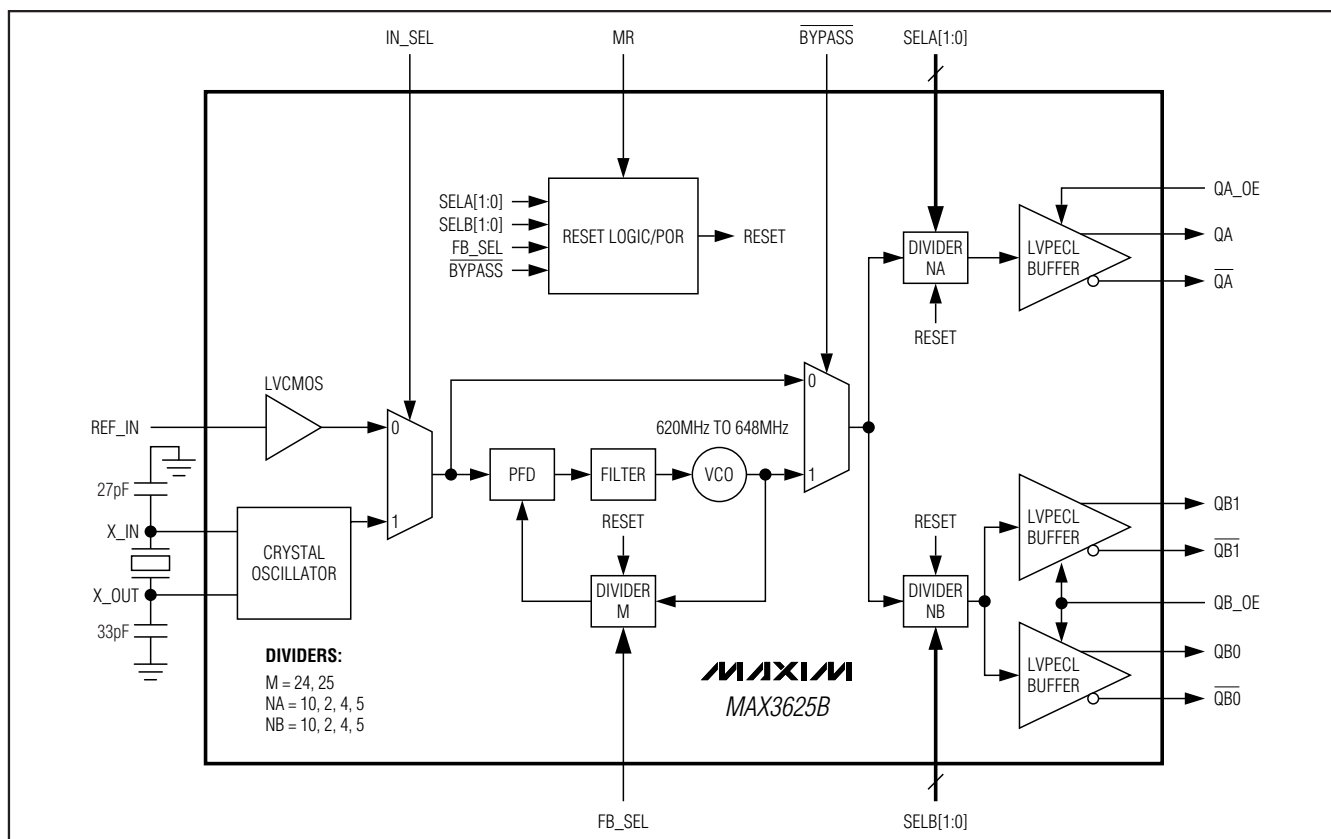 IN_SEL
MR
BYPASS
SELA[1:0]
SELA[1:0]
SELB[1:0]
FB_SEL
BYPASS
RESET LOGIC/POR
RESET
DIVIDER
NA
RESET
LVPECL
BUFFER
QA_OE
QA
QA
LVCMOS
REF_IN
0
1
27pF
X_IN
X_OUT
33pF
CRYSTAL
OSCILLATOR
PFD
FILTER
620MHz TO 648MHz
VCO
0
1
RESET
DIVIDER
M
RESET
DIVIDER
NB
LVPECL
BUFFER
QB1
QB1
QB_OE
LVPECL
BUFFER
QB0
QB0
DIVIDERS:
M = 24, 25
NA = 10, 2, 4, 5
NB = 10, 2, 4, 5
MAXIM
MAX3625B
FB_SEL
SELB[1:0]